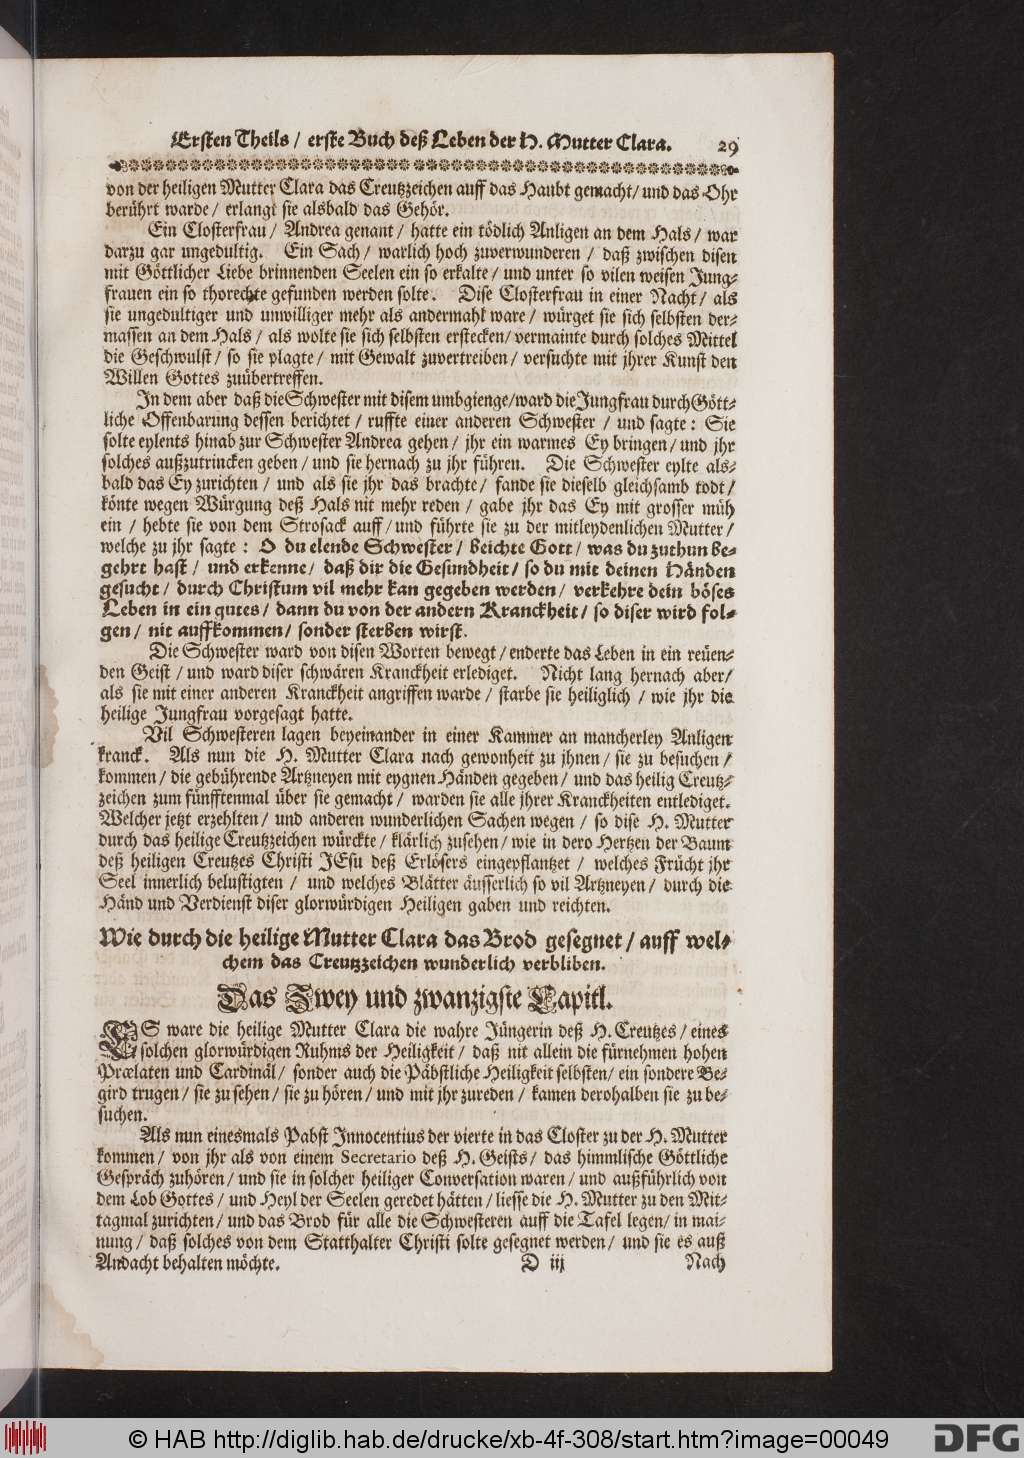 Ersten Theils / erste Buch deß Leben der H. Mutter Clara. 29
von der heiligen Mutter Clara das Creutzzeichen auff das Haubt gemacht / und das Ohr
berührt warde / erlangt sie alsbald das Gehör.
Ein Closterfrau / Andrea genant / hatte ein tödlich Anligen an dem Hals / war
darzu gar ungedultig. Ein Sach / warlich hoch zuverwunderen / daß zwischen disen
mit Göttlicher Liebe brinnenden Seelen ein so erkalte / und unter so vilen weisen Jung-
frauen ein so thorechte gefunden werden solte. Dise Closterfrau in einer Nacht / als
sie ungedultiger und unwilliger mehr als andermahl ware / würget sie sich selbsten der-
massen an dem Hals / als wolte sie sich selbsten erstecken / vermainte durch solches Mittel
die Geschwulst / so sie plagte / mit Gewalt zuvertreiben / versuchte mit jhrer Kunst den
Willen Gottes zuübertreffen.
In dem aber daß die Schwester mit disem umbgienge / ward die Jungfrau durch Gött-
liche Offenbarung dessen berichtet / ruffte einer anderen Schwester / und sagte: Sie
solte eylents hinab zur Schwester Andrea gehen / jhr ein warmes Ey bringen / und jhr
solches außzutrincken geben / und sie hernach zu jhr führen. Die Schwester eylte als-
bald das Ey zurichten / und als sie jhr das brachte / fande sie dieselb gleichsamb todt /
könte wegen Würgung deß Hals nit mehr reden / gabe jhr das Ey mit grosser müh
ein / hebte sie von dem Strosack auff / und führte sie zu der mitleydenlichen Mutter /
welche zu jhr sagte: O du elende Schwester / beichte Gott / was du zuthun be-
gehrt hast / und erkenne / daß dir die Gesundheit / so du mit deinen Händen
gesucht / durch Christum vil mehr kan gegeben werden / verkehre dein böses
Leben in ein gutes / dann du von der andern Kranckheit / so diser wird fol-
gen / nit auffkommen / sonder sterben wirst.
Die Schwester ward von disen Worten bewegt / enderte das Leben in ein reüen-
den Geist / und ward diser schwären Kranckheit erlediget. Nicht lang hernach aber /
als sie mit einer anderen Kranckheit angriffen warde / starbe sie heiliglich / wie jhr die
heilige Jungfrau vorgesagt hatte.
Vil Schwesteren lagen beyeinander in einer Kammer an mancherley Anligen
kranck. Als nun die H. Mutter Clara nach gewonheit zu jhnen / sie zu besuchen /
kommen / die gebührende Artzneyen mit eygnen Händen gegeben / und das heilig Creutz-
zeichen zum fünfftenmal über sie gemacht / warden sie alle jhrer Kranckheiten entlediget.
Welcher jetzt erzehlten / und anderen wunderlichen Sachen wegen / so dise H. Mutter
durch das heilige Creutzzeichen würckte / klärlich zusehen / wie in dero Hertzen der Baum
deß heiligen Creutzes Christi JEsu deß Erlösers eingepflantzet / welches Frücht jhr
Seel innerlich belustigten / und welches Blätter äusserlich so vil Artzneyen / durch die
Händ und Verdienst diser glorwürdigen Heiligen gaben und reichten.
Wie durch die heilige Mutter Clara das Brod gesegnet / auff wel-
chem das Creutzzeichen wunderlich verbliben.
Das Zwey und zwanzigste Capitl.
ES ware die heilige Mutter Clara die wahre Jüngerin deß H. Creutzes / eines
solchen glorwürdigen Ruhms der Heiligkeit / daß nit allein die fürnehmen hohen
Prælaten und Cardinäl / sonder auch die Päbstliche Heiligkeit selbsten / ein sondere Be-
gird trugen / sie zu sehen / sie zu hören / und mit jhr zureden / kamen derohalben sie zu be-
suchen.
Als nun einesmals Pabst Innocentius der vierte in das Closter zu der H. Mutter
kommen / von jhr als von einem Secretario deß H. Geists / das himmlische Göttliche
Gespräch zuhören / und sie in solcher heiliger Conversation waren / und außführlich von
dem Lob Gottes / und Heyl der Seelen geredet hätten / liesse die H. Mutter zu den Mit-
tagmal zurichten / und das Brod für alle die Schwesteren auff die Tafel legen / in mai-
nung / daß solches von dem Statthalter Christi solte gesegnet werden / und sie es auß
Andacht behalten möchte. D iij Nach
© HAB http://diglib.hab.de/drucke/xb-4f-308/start.htm?image=00049 DFG